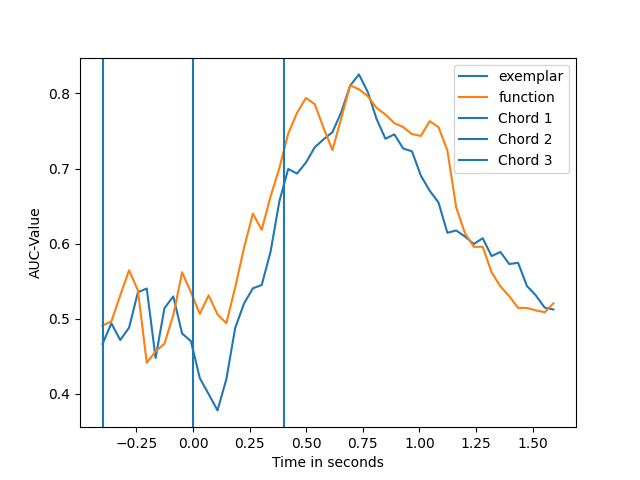 exemplar
function
Chord 1
Chord 2
Chord 3
AUC-Value
0.8
0.7
0.6
0.5
0.4
−0.25 0.00 0.25 0.50 0.75 1.00 1.25 1.50
Time in seconds